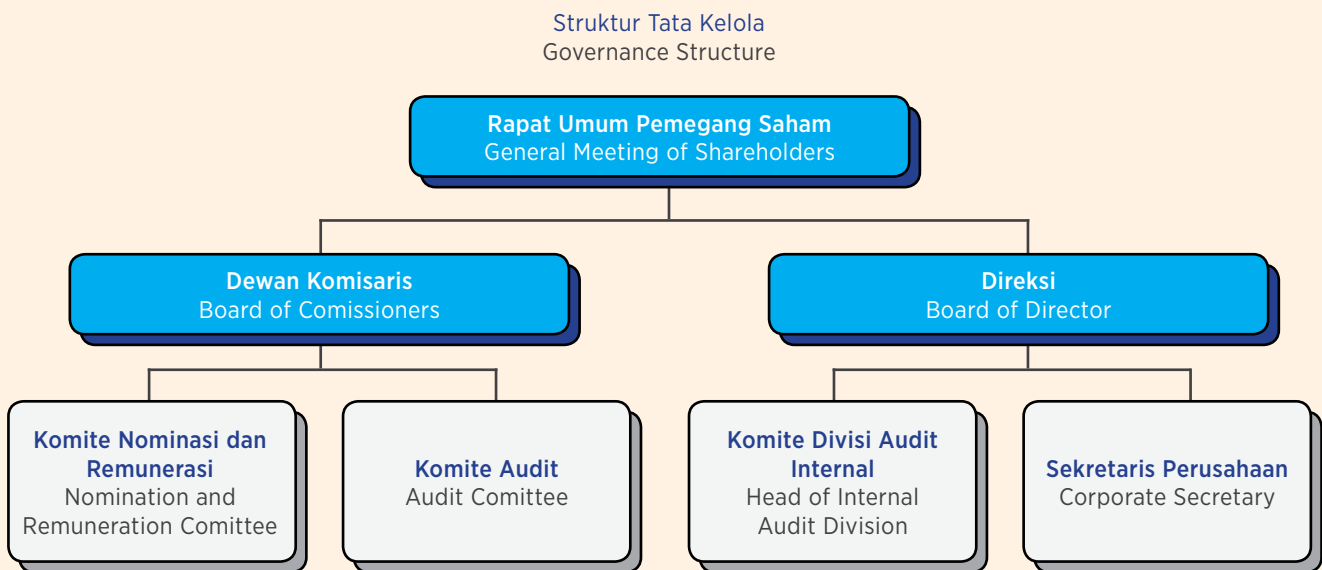 Struktur Tata Kelola
Governance Structure
Rapat Umum Pemegang Saham
General Meeting of Shareholders
Dewan Komisaris
Board of Comissioners
Direksi
Board of Director
Komite Nominasi dan
Remunerasi
Nomination and
Remuneration Comittee
Komite Audit
Audit Comittee
Komite Divisi Audit
Internal
Head of Internal
Audit Division
Sekretaris Perusahaan
Corporate Secretary